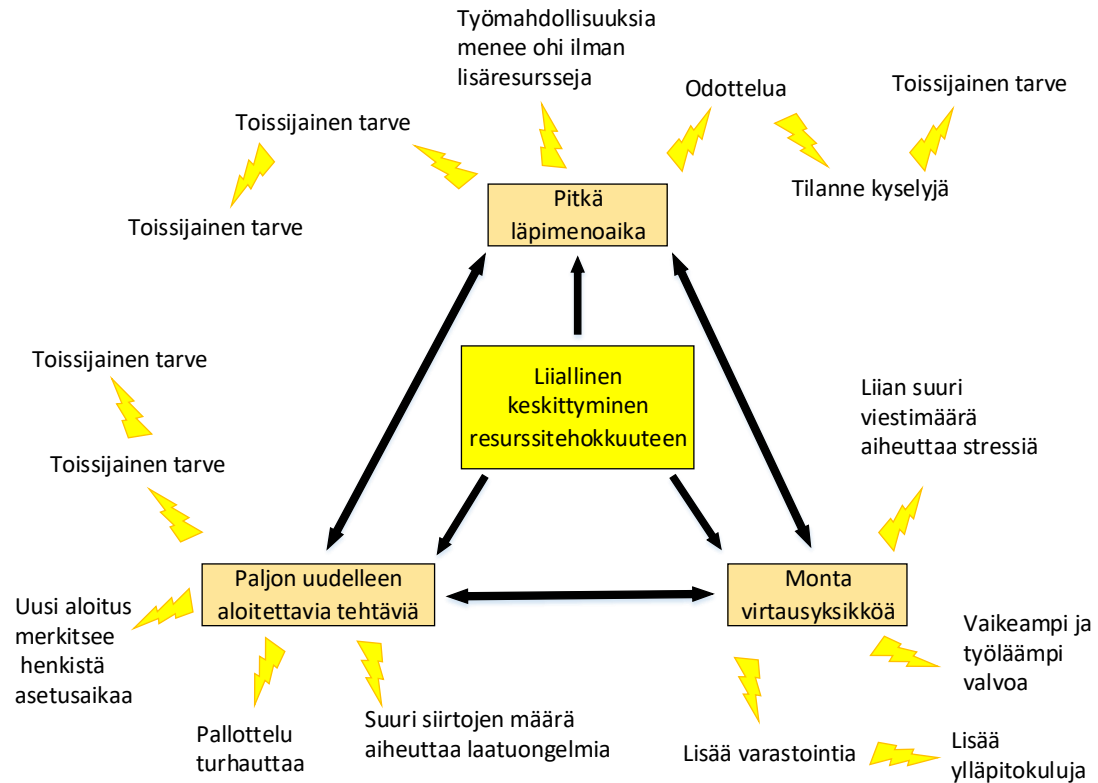 Työmahdollisuuksia
menee ohi ilman
lisäresursseja
Odottelua
Toissijainen tarve
Toissijainen tarve
Toissijainen tarve
Tilanne kyselyjä
Pitkä
läpimenoaika
Toissijainen tarve
Toissijainen tarve
Liiallinen
keskittyminen
resurssitehokkuuteen
Liian suuri
viestimäärä
aiheuttaa stressiä
Paljon uudelleen
aloitettavia tehtäviä
Monta
virtausyksikköä
Uusi aloitus
merkitsee
henkistä
asetusaikaa
Pallottelu
turhauttaa
Suuri siirtojen määrä
aiheuttaa laatuongelmia
Vaikeampi ja
työläämpi
valvoa
Lisää varastointia
Lisää
ylläpitokuluja